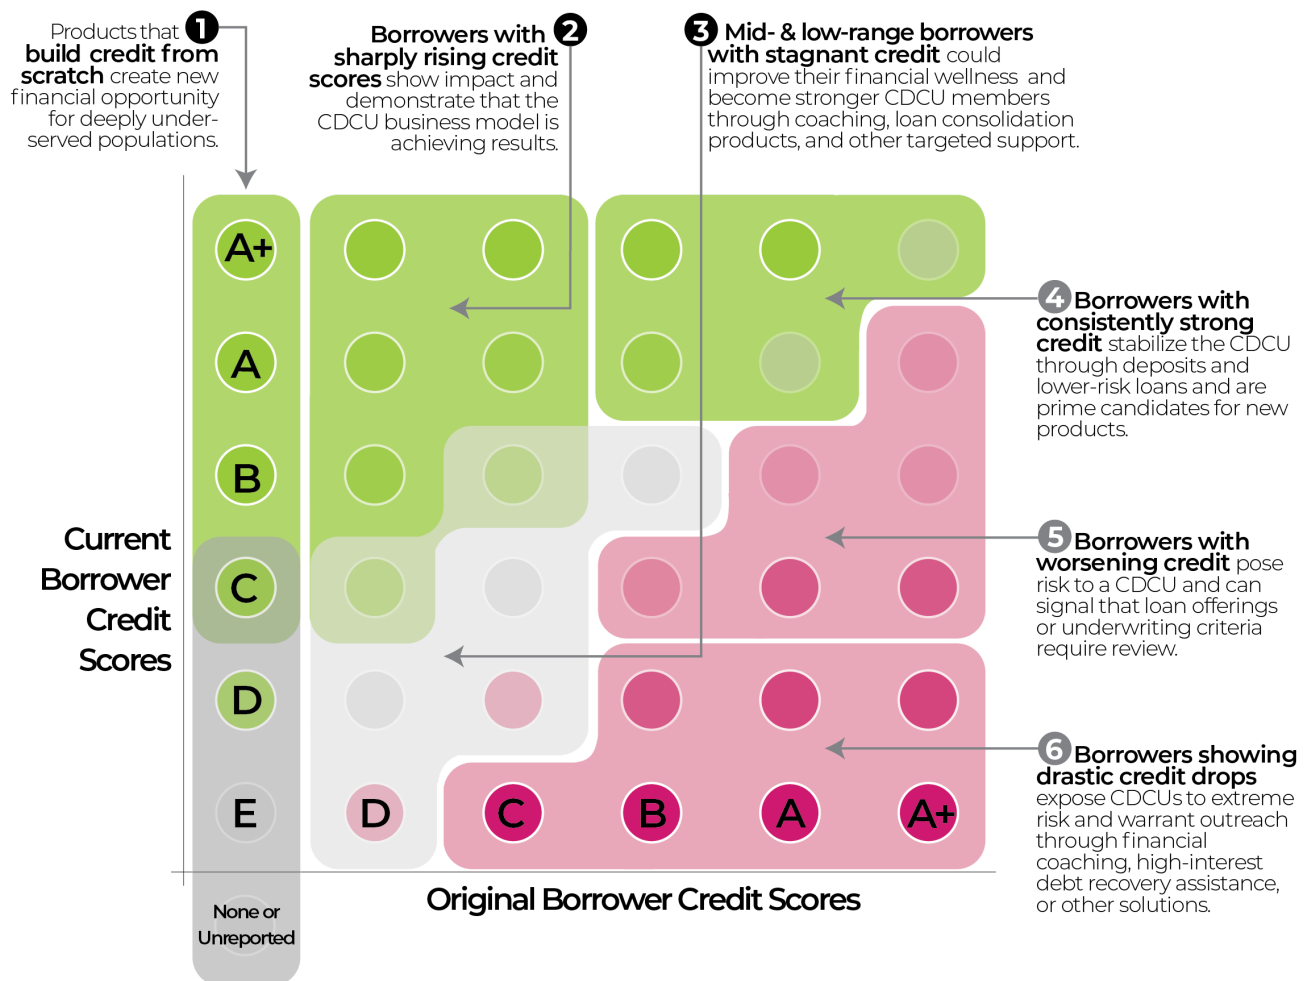 1
Products that
build credit from
scratch create new
financial opportunity
for deeply under-
served populations.
2
Borrowers with
sharply rising credit
scores show impact and
demonstrate that the
CDCU business model is
achieving results.
3
Mid- & low-range borrowers
with stagnant credit could
improve their financial wellness and
become stronger CDCU members
through coaching, loan consolidation
products, and other targeted support.
4
Borrowers with
consistently strong
credit stabilize the CDCU
through deposits and
lower-risk loans and are
prime candidates for new
products.
5
Borrowers with
worsening credit pose
risk to a CDCU and can
signal that loan offerings
or underwriting criteria
require review.
6
Borrowers showing
drastic credit drops
expose CDCUs to extreme
risk and warrant outreach
through financial
coaching, high-interest
debt recovery assistance,
or other solutions.
Current
Borrower
Credit
Scores
A+
A
B
C
D
E
None or
Unreported
D
C
B
A
A+
Original Borrower Credit Scores